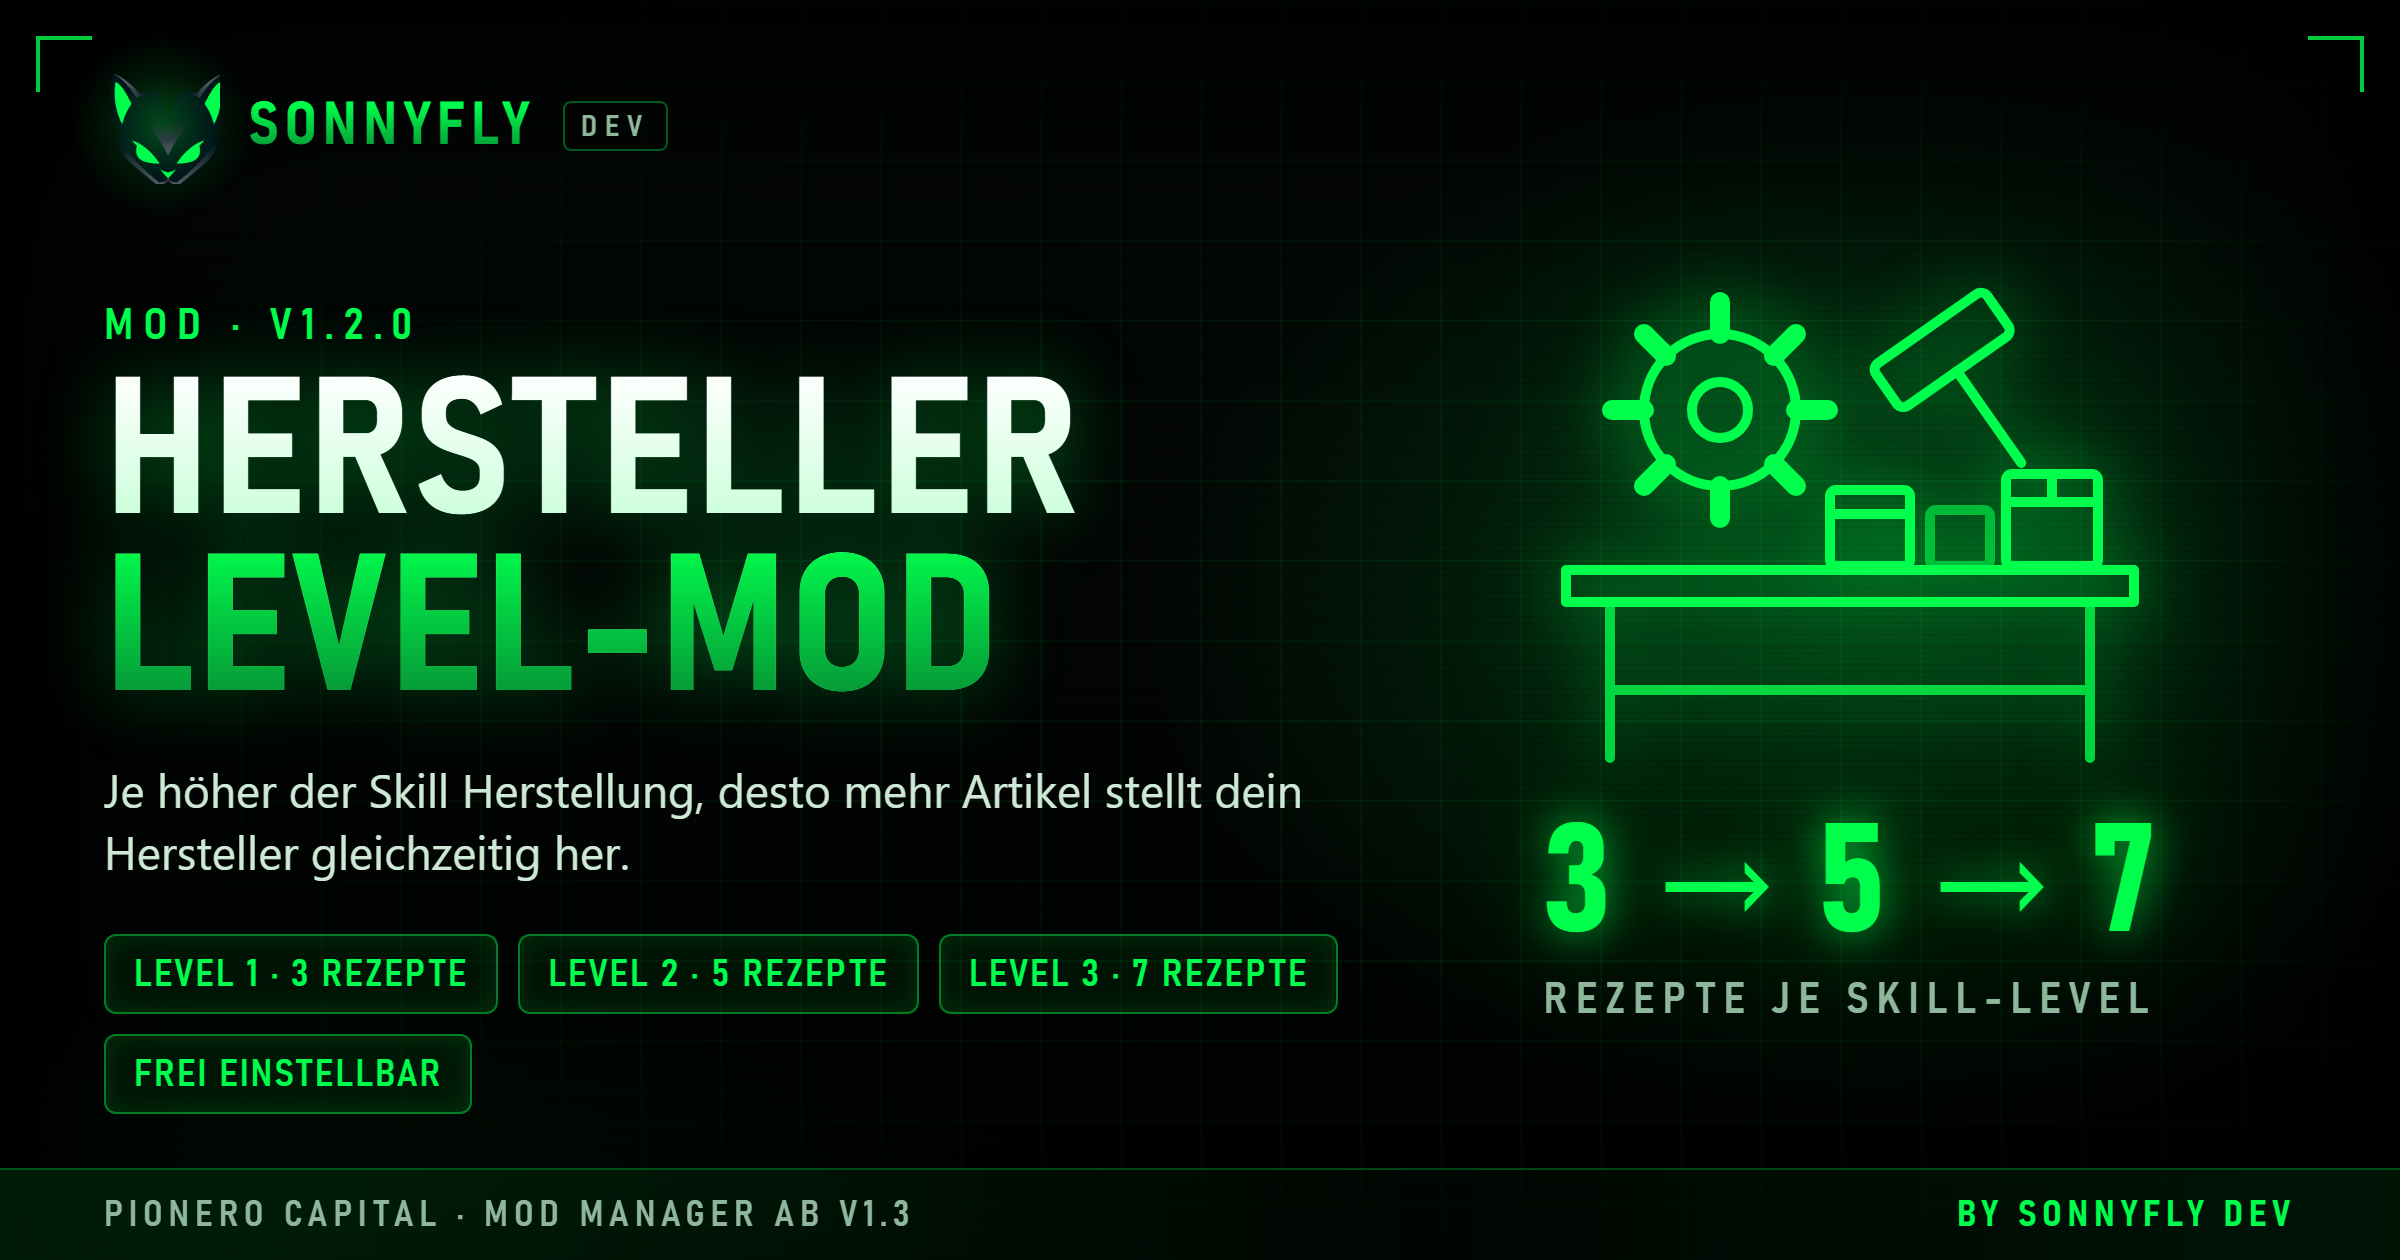 SONNYFLY DEV
MOD · V1.2.0
HERSTELLER
LEVEL-MOD
Je höher der Skill Herstellung, desto mehr Artikel stellt dein
Hersteller gleichzeitig her.
LEVEL 1 · 3 REZEPTE
LEVEL 2 · 5 REZEPTE
LEVEL 3 · 7 REZEPTE
FREI EINSTELLBAR
3 → 5 → 7
REZEPTE JE SKILL-LEVEL
PIONERO CAPITAL · MOD MANAGER AB V1.3
BY SONNYFLY DEV